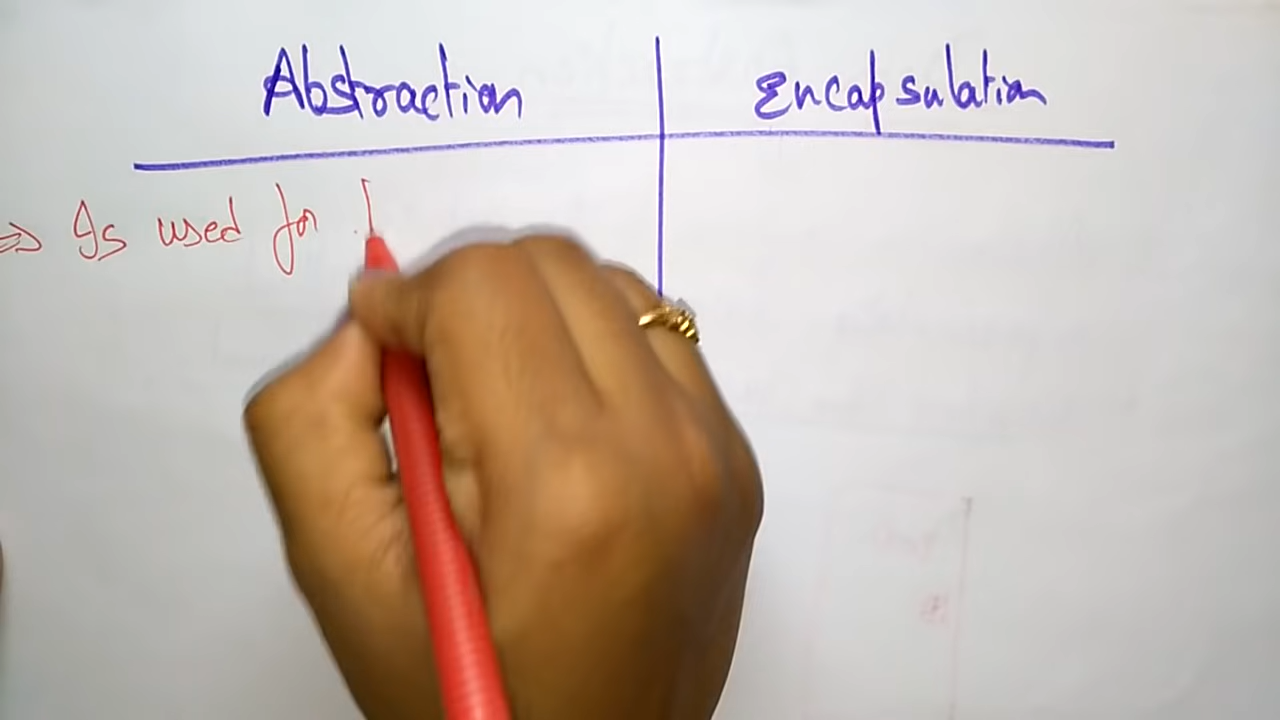 Abstraction Encapsulation
⇒ Is used for